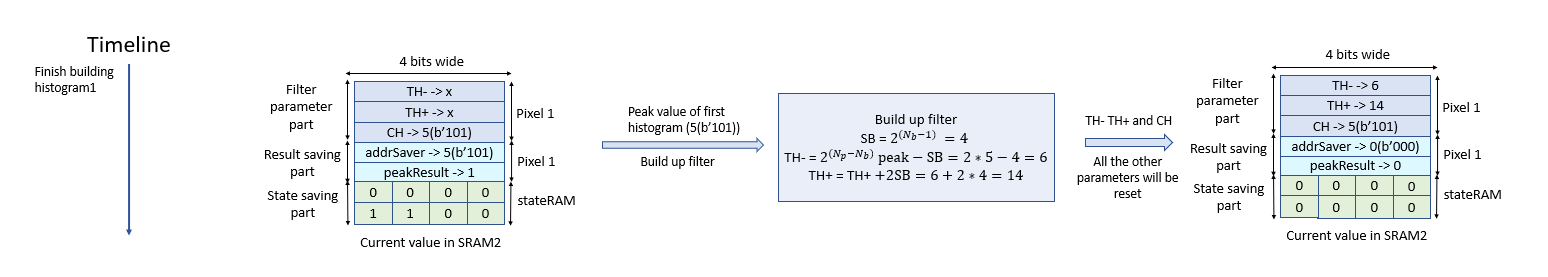 Timeline
Finish building
histogram1
4 bits wide
Filter
parameter
part
TH- -> x
TH+ -> x
CH -> 5(b'101)
Pixel 1
Result saving
part
addrSaver -> 5(b'101)
peakResult -> 1
Pixel 1
State saving
part
0 0 0 0
1 1 0 0
stateRAM
Current value in SRAM2
Peak value of first
histogram (5(b'101))
Build up filter
Build up filter
SB = 2^(N_b−1) = 4
TH- = 2^(N_p−N_b) peak − SB = 2 * 5 − 4 = 6
TH+ = TH+ +2SB = 6 + 2 * 4 = 14
TH- TH+ and CH
All the other
parameters will be
reset
4 bits wide
Filter
parameter
part
TH- -> 6
TH+ -> 14
CH -> 5(b'101)
Pixel 1
Result saving
part
addrSaver -> 0(b'000)
peakResult -> 0
Pixel 1
State saving
part
0 0 0 0
0 0 0 0
stateRAM
Current value in SRAM2